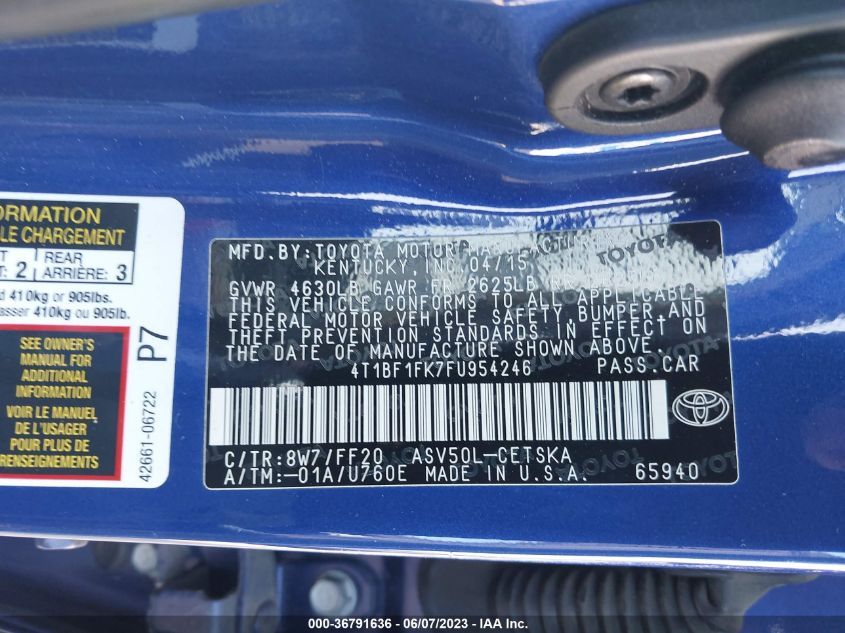 ORMATION
LE CHARGEMENT
2
REAR
ARRIÈRE: 3
d 410kg or 905lbs.
asser 410 kg ou 905lb.
SEE OWNER'S
MANUAL FOR
ADDITIONAL
INFORMATION
VOIR LE MANUEL
DE L'USAGER
POUR PLUS DE
RENSEIGNEMENTS
P7
42661-06722
MFD.BY:TOYOTA MOTOR
KENTUCKY, INC. 04/15
GVWR 4630LB GAWR FR 2625LB
THIS VEHICLE CONFORMS TO ALL APPLICABLE
FEDERAL MOTOR VEHICLE SAFETY, BUMPER,AND
THEFT PREVENTION STANDARDS IN EFFECT ON
THE DATE OF MANUFACTURE SHOWN ABOVE.
4T1BF1FK7FU954246 PASS.CAR
C/TR:8W7/FF20 ASV50L-CETSKA
A/TM:-01A/U760E MADE IN U.S.A. 65940
000-36791636 - 06/07/2023 - IAA Inc.